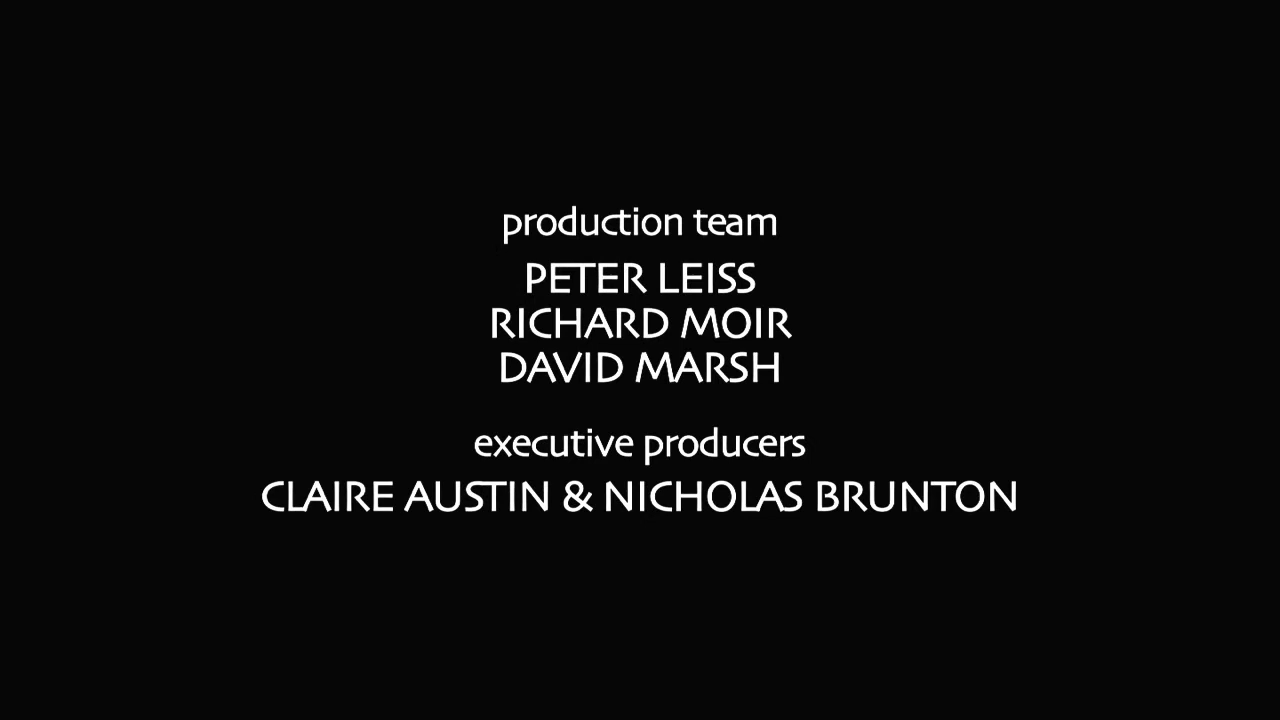 production team
PETER LEISS
RICHARD MOIR
DAVID MARSH
executive producers
CLAIRE AUSTIN & NICHOLAS BRUNTON